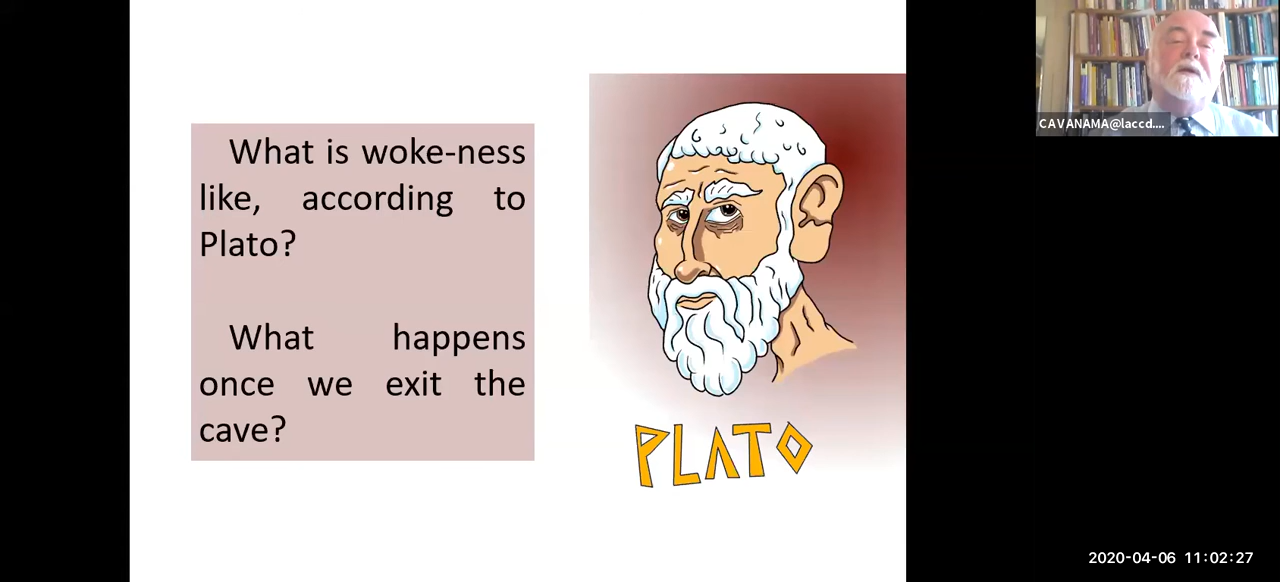 What is woke-ness
like, according to
Plato?
What happens
once we exit the
cave?
PLATO
CAVANAMA@laccd....
2020-04-06 11:02:27